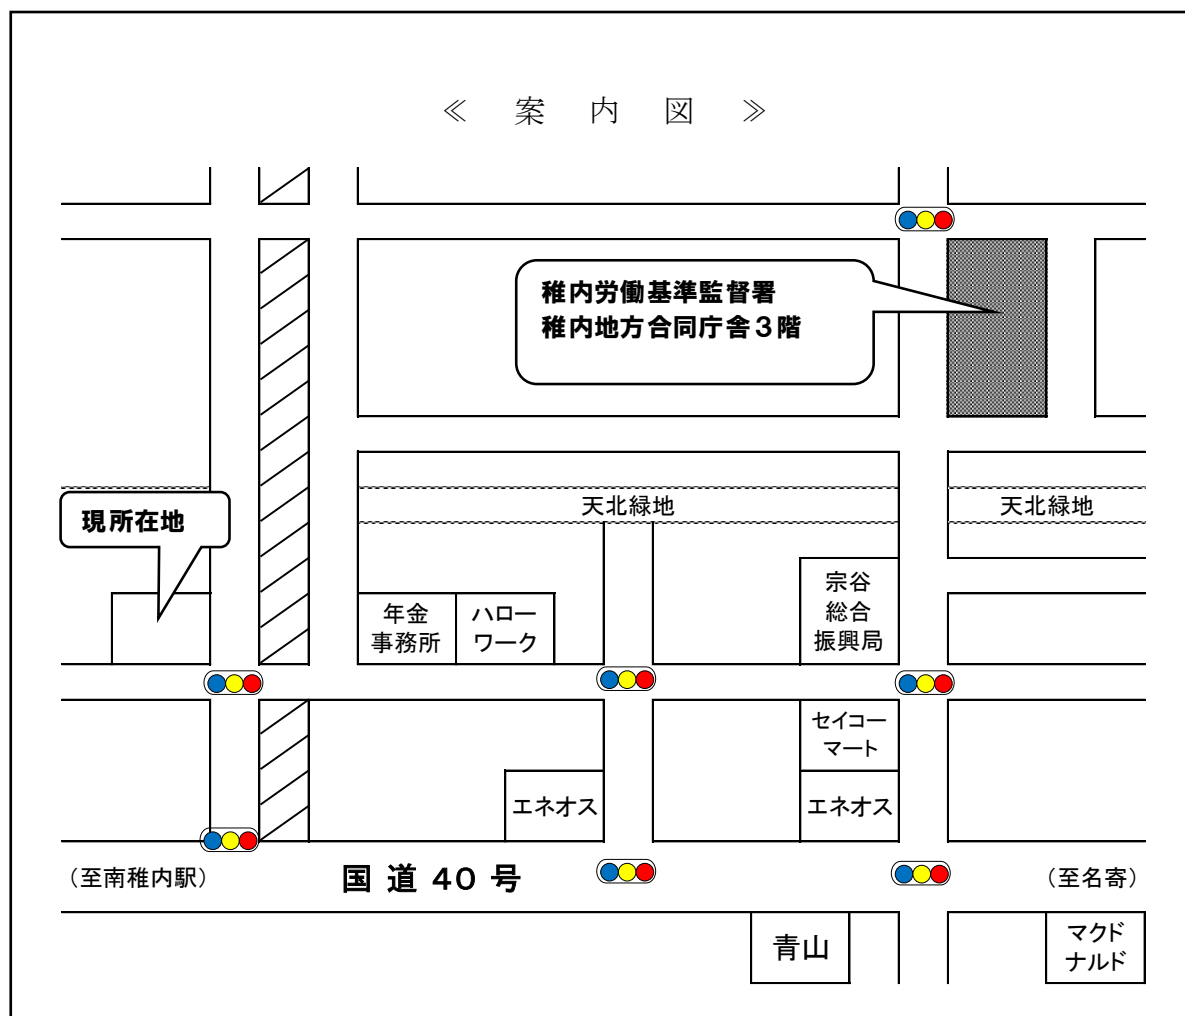 ≪ 案 内 図 ≫
稚内労働基準監督署
稚内地方合同庁舎３階
天北緑地
天北緑地
現所在地
年金
事務所
ハロー
ワーク
宗谷
総合
振興局
セイコー
マート
エネオス
エネオス
（至南稚内駅）
国 道 40 号
（至名寄）
青山
マクド
ナルド